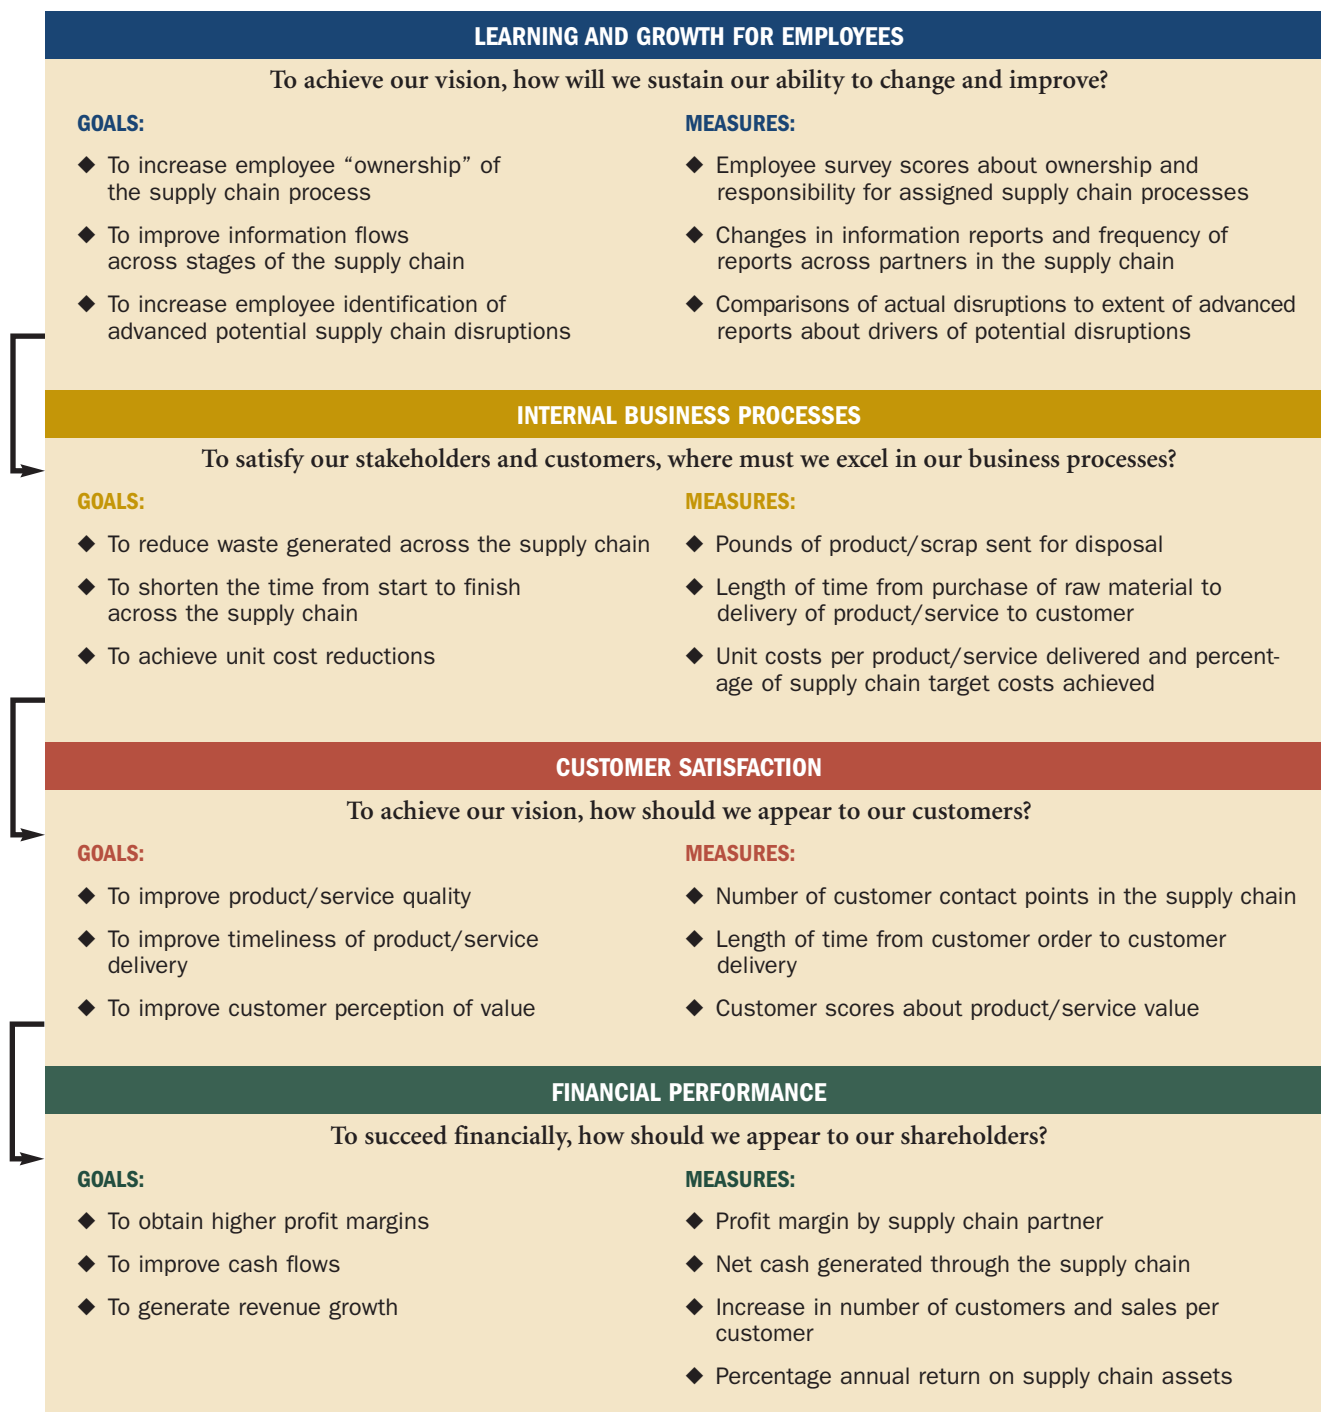 LEARNING AND GROWTH FOR EMPLOYEES
To achieve our vision, how will we sustain our ability to change and improve?
GOALS:
◆ To increase employee “ownership” of
the supply chain process
◆ To improve information flows
across stages of the supply chain
◆ To increase employee identification of
advanced potential supply chain disruptions
MEASURES:
◆ Employee survey scores about ownership and
responsibility for assigned supply chain processes
◆ Changes in information reports and frequency of
reports across partners in the supply chain
◆ Comparisons of actual disruptions to extent of advanced
reports about drivers of potential disruptions
INTERNAL BUSINESS PROCESSES
To satisfy our stakeholders and customers, where must we excel in our business processes?
GOALS:
◆ To reduce waste generated across the supply chain
◆ To shorten the time from start to finish
across the supply chain
◆ To achieve unit cost reductions
MEASURES:
◆ Pounds of product/scrap sent for disposal
◆ Length of time from purchase of raw material to
delivery of product/service to customer
◆ Unit costs per product/service delivered and percent-
age of supply chain target costs achieved
CUSTOMER SATISFACTION
To achieve our vision, how should we appear to our customers?
GOALS:
◆ To improve product/service quality
◆ To improve timeliness of product/service
delivery
◆ To improve customer perception of value
MEASURES:
◆ Number of customer contact points in the supply chain
◆ Length of time from customer order to customer
delivery
◆ Customer scores about product/service value
FINANCIAL PERFORMANCE
To succeed financially, how should we appear to our shareholders?
GOALS:
◆ To obtain higher profit margins
◆ To improve cash flows
◆ To generate revenue growth
MEASURES:
◆ Profit margin by supply chain partner
◆ Net cash generated through the supply chain
◆ Increase in number of customers and sales per
customer
◆ Percentage annual return on supply chain assets